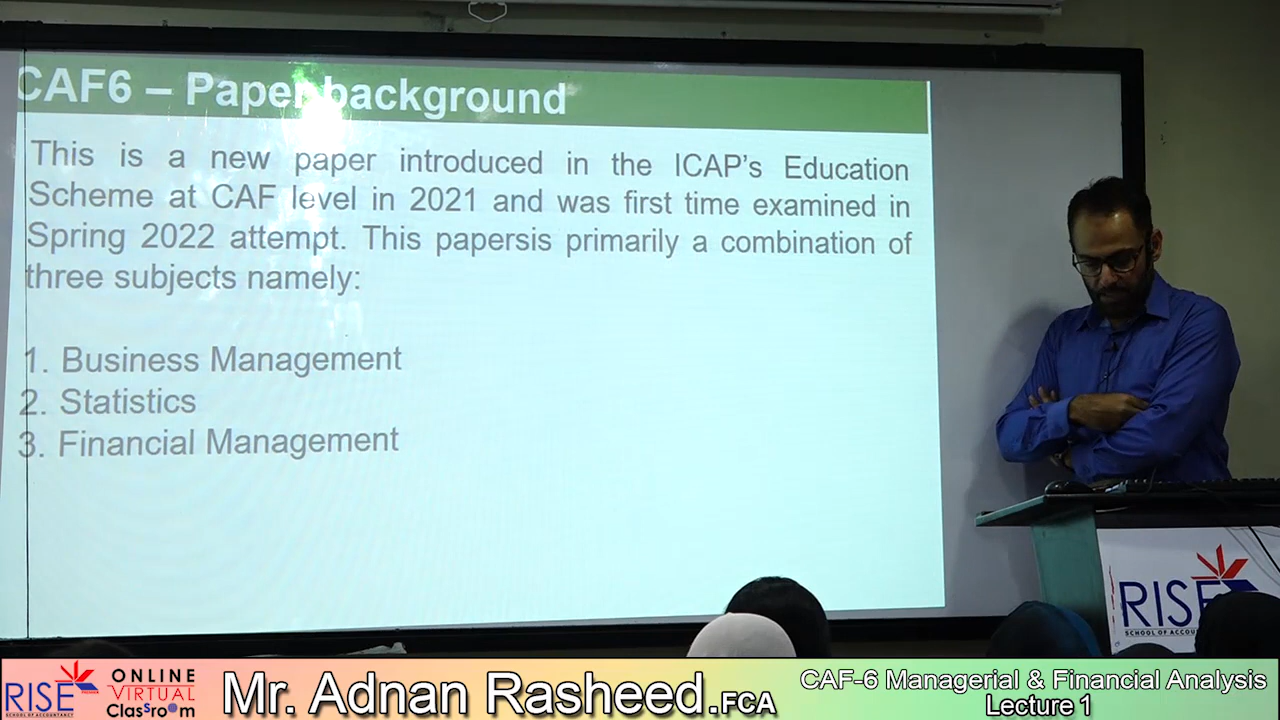 CAF6 – Paper background
This is a new paper introduced in the ICAP's Education
Scheme at CAF level in 2021 and was first time examined in
Spring 2022 attempt. This papersis primarily a combination of
three subjects namely:
1. Business Management
2. Statistics
3. Financial Management
RISE
SCHOOL OF ACCOU
RISE
SCHOOL OF ACCOUNTANCY
ONLINE
VIRTUAL
ClasSroom
Mr. Adnan Rasheed.FCA
CAF-6 Managerial & Financial Analysis
Lecture 1